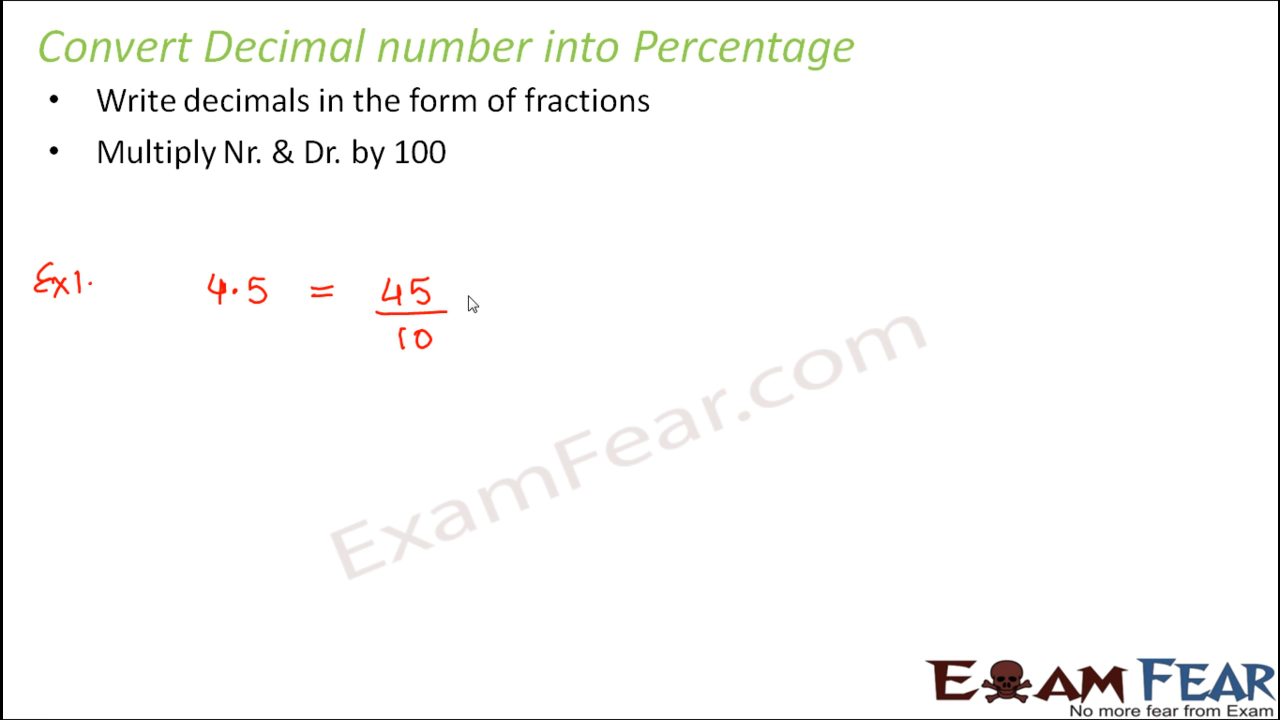 Convert Decimal number into Percentage
• Write decimals in the form of fractions
• Multiply Nr. & Dr. by 100
Ex1. 4.5 = 45
10
ExamFear.com
EXAM FEAR
No more fear from Exam